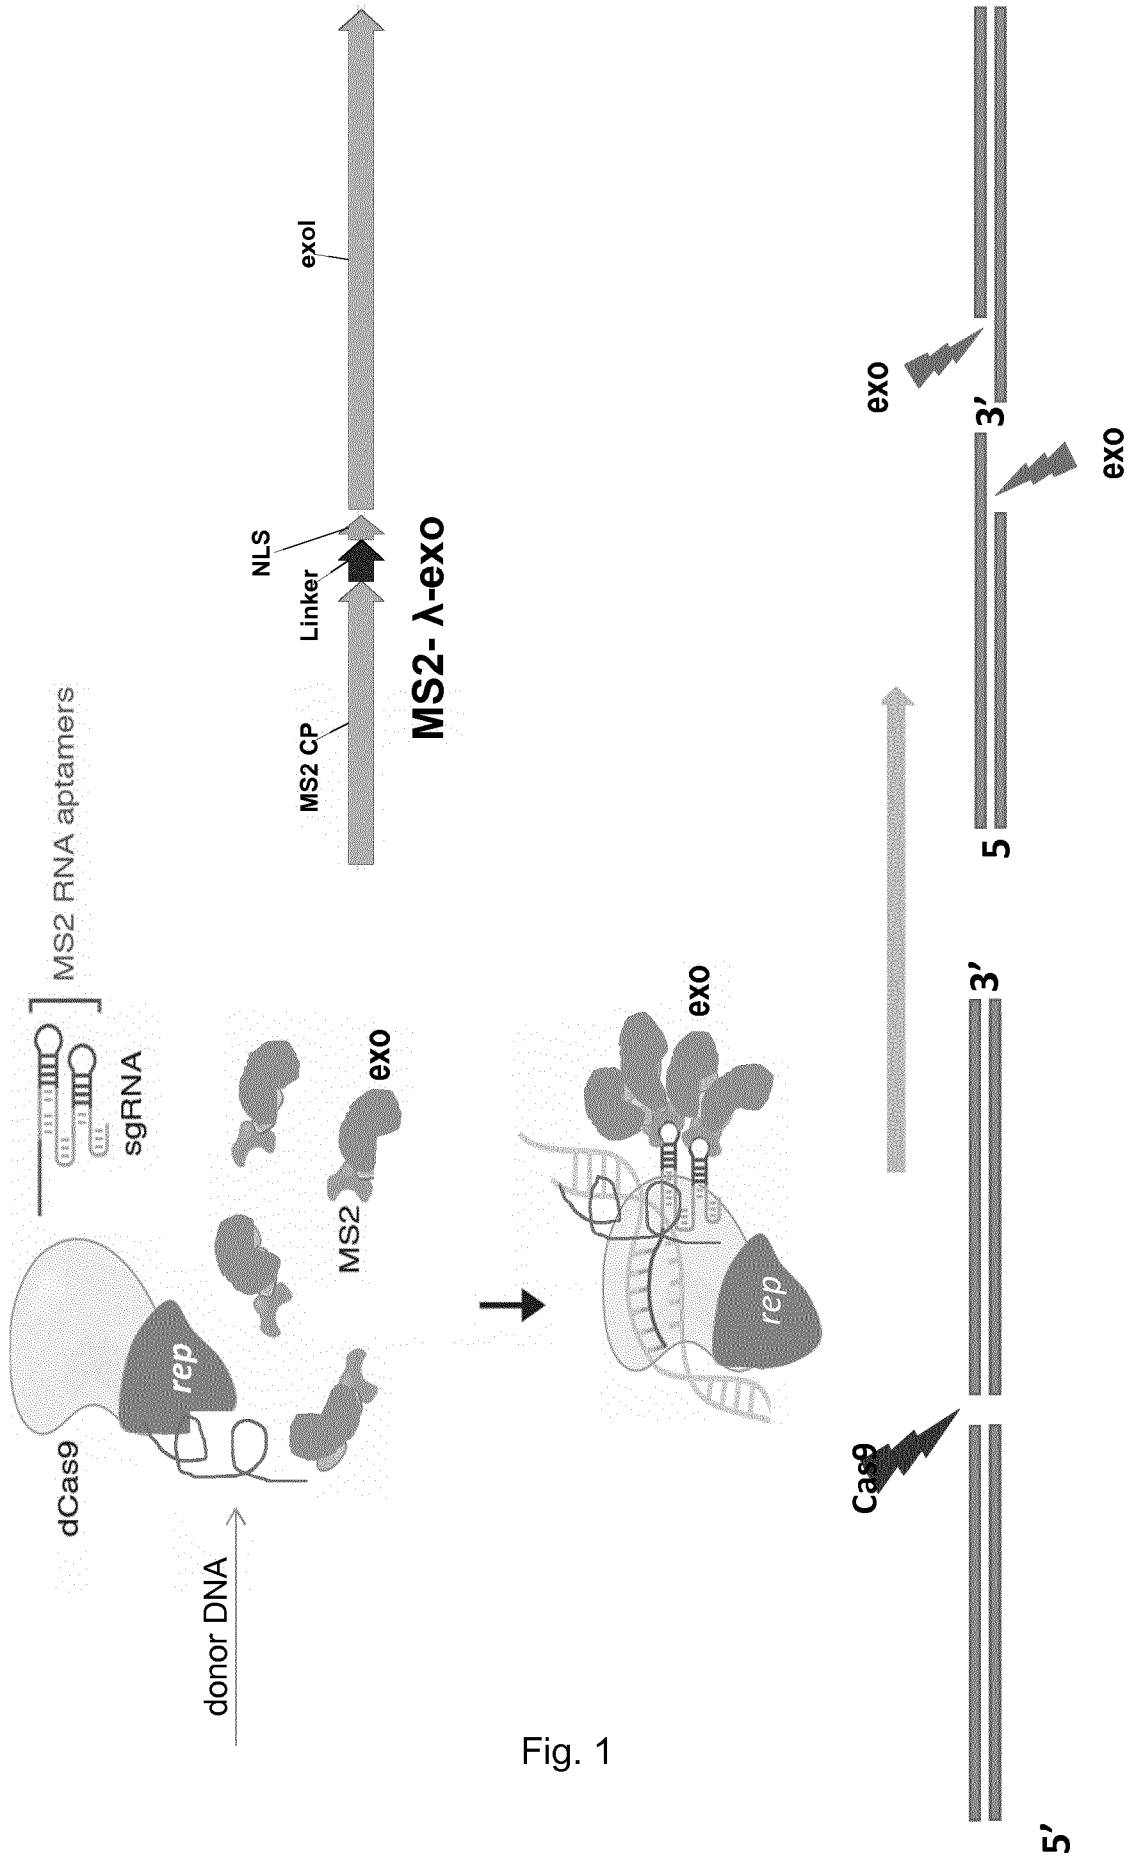 MS2 RNA aptamers
sgRNA
dCas9
rep
donor DNA
MS2
exo
MS2 CP
Linker
NLS
exoI
MS2- λ-exo
rep
exo
Cas9
5’
3’
exo
5
3’
exo
Fig. 1